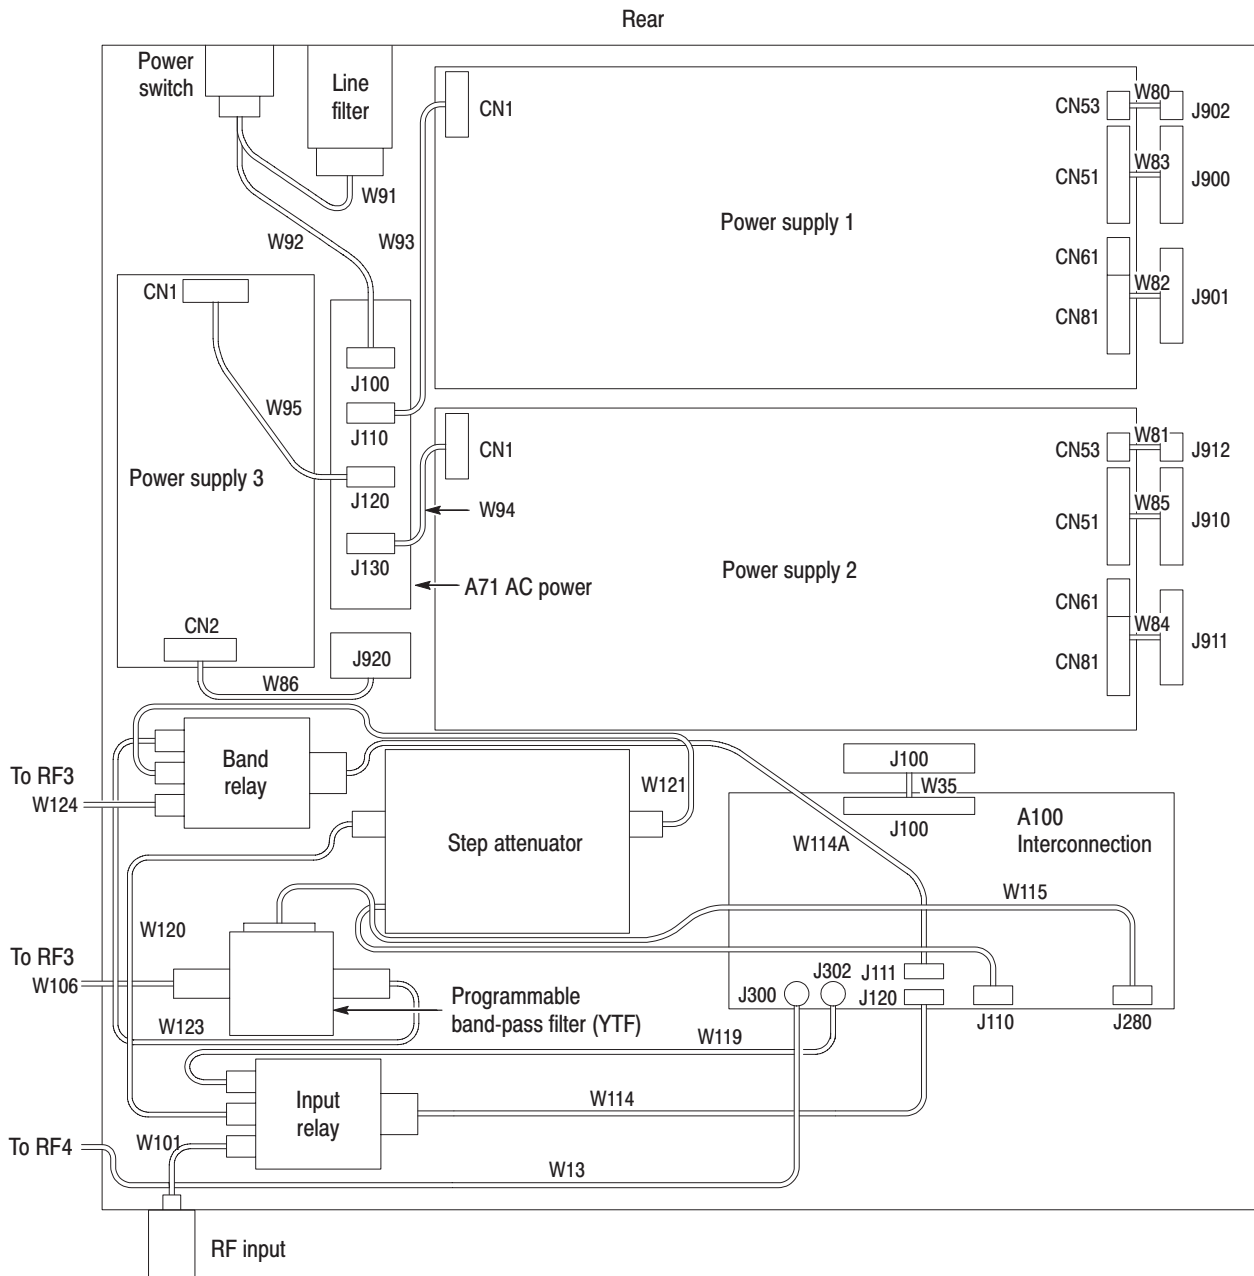 Rear
Power
switch
Line
filter
W91
W92
W93
CN1
Power supply 1
CN53
W80
J902
CN51
W83
J900
CN61
W82
J901
CN81
CN1
W95
Power supply 3
CN2
W86
J100
J110
J120
J130
A71 AC power
J920
CN1
W94
Power supply 2
CN53
W81
J912
CN51
W85
J910
CN61
W84
J911
CN81
To RF3
W124
Band
relay
Step attenuator
W121
J100
W35
J100
A100
Interconnection
W114A
W115
W120
To RF3
W106
W123
Programmable
band-pass filter (YTF)
J300
J302
J111
J120
J110
J280
W119
Input
relay
W114
To RF4
W101
W13
RF input